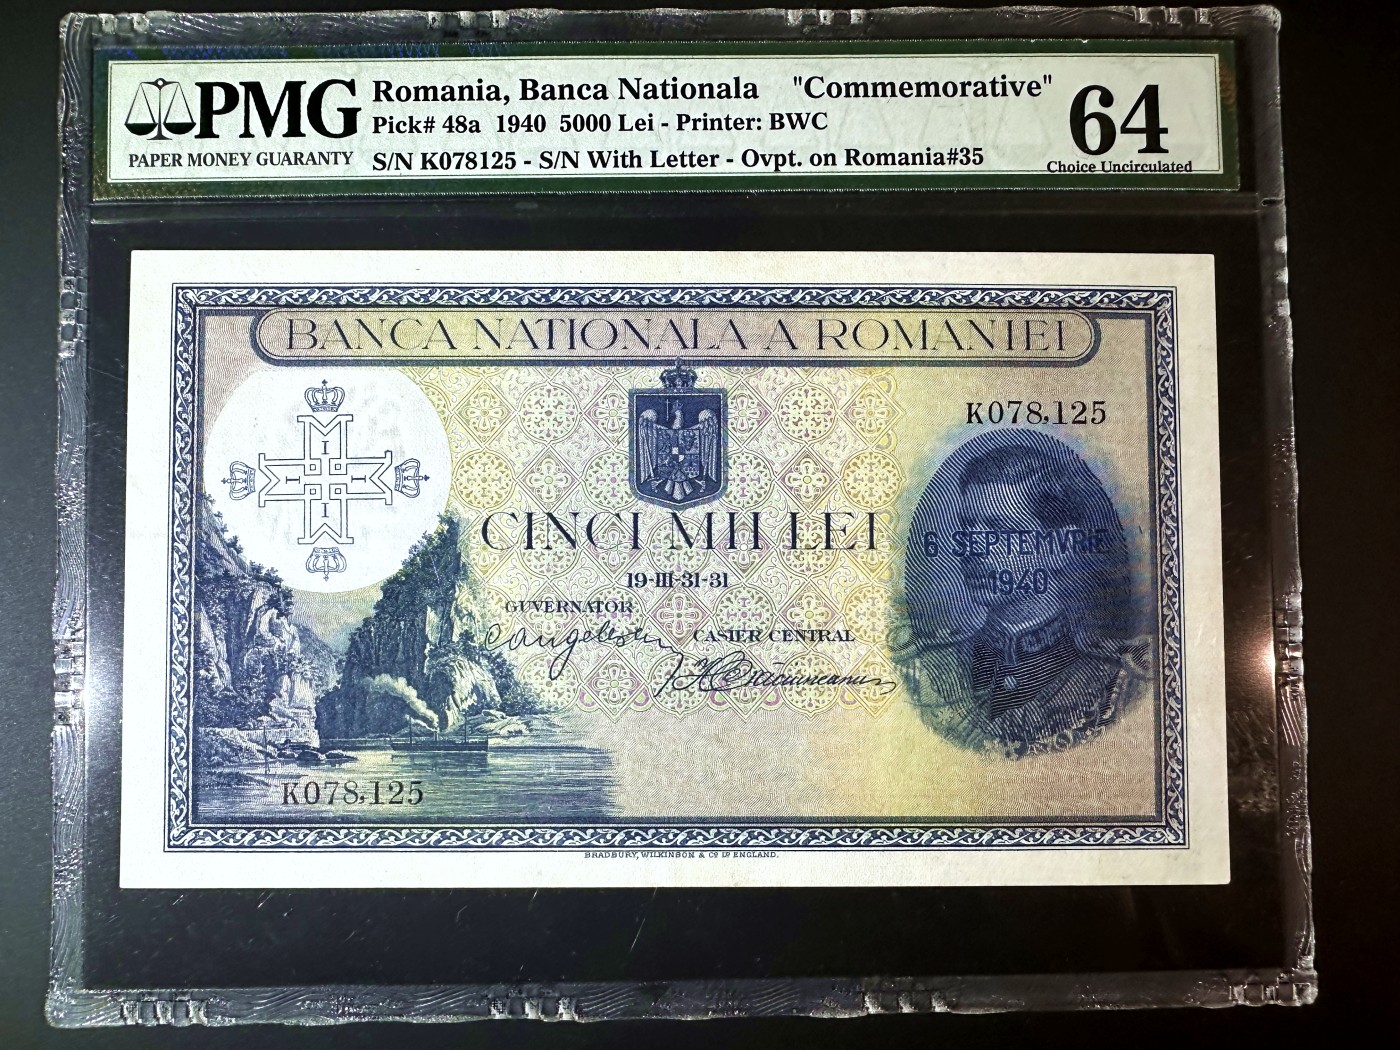 PMG
PAPER MONEY GUARANTY
Romania, Banca Nationala "Commemorative"
Pick# 48a 1940 5000 Lei - Printer: BWC
S/N K078125 - S/N With Letter - Ovpt. on Romania#35
64
Choice Uncirculated
BANCA NATIONALA A ROMANIEI
K078,125
I
I I
I
CINCI MII LEI
6 SEPTEMVRIE
1940
19-III-31-31
GUVERNATOR
CASIER CENTRAL
K078,125
BRADBURY, WILKINSON & Cº Lᴰ ENGLAND.